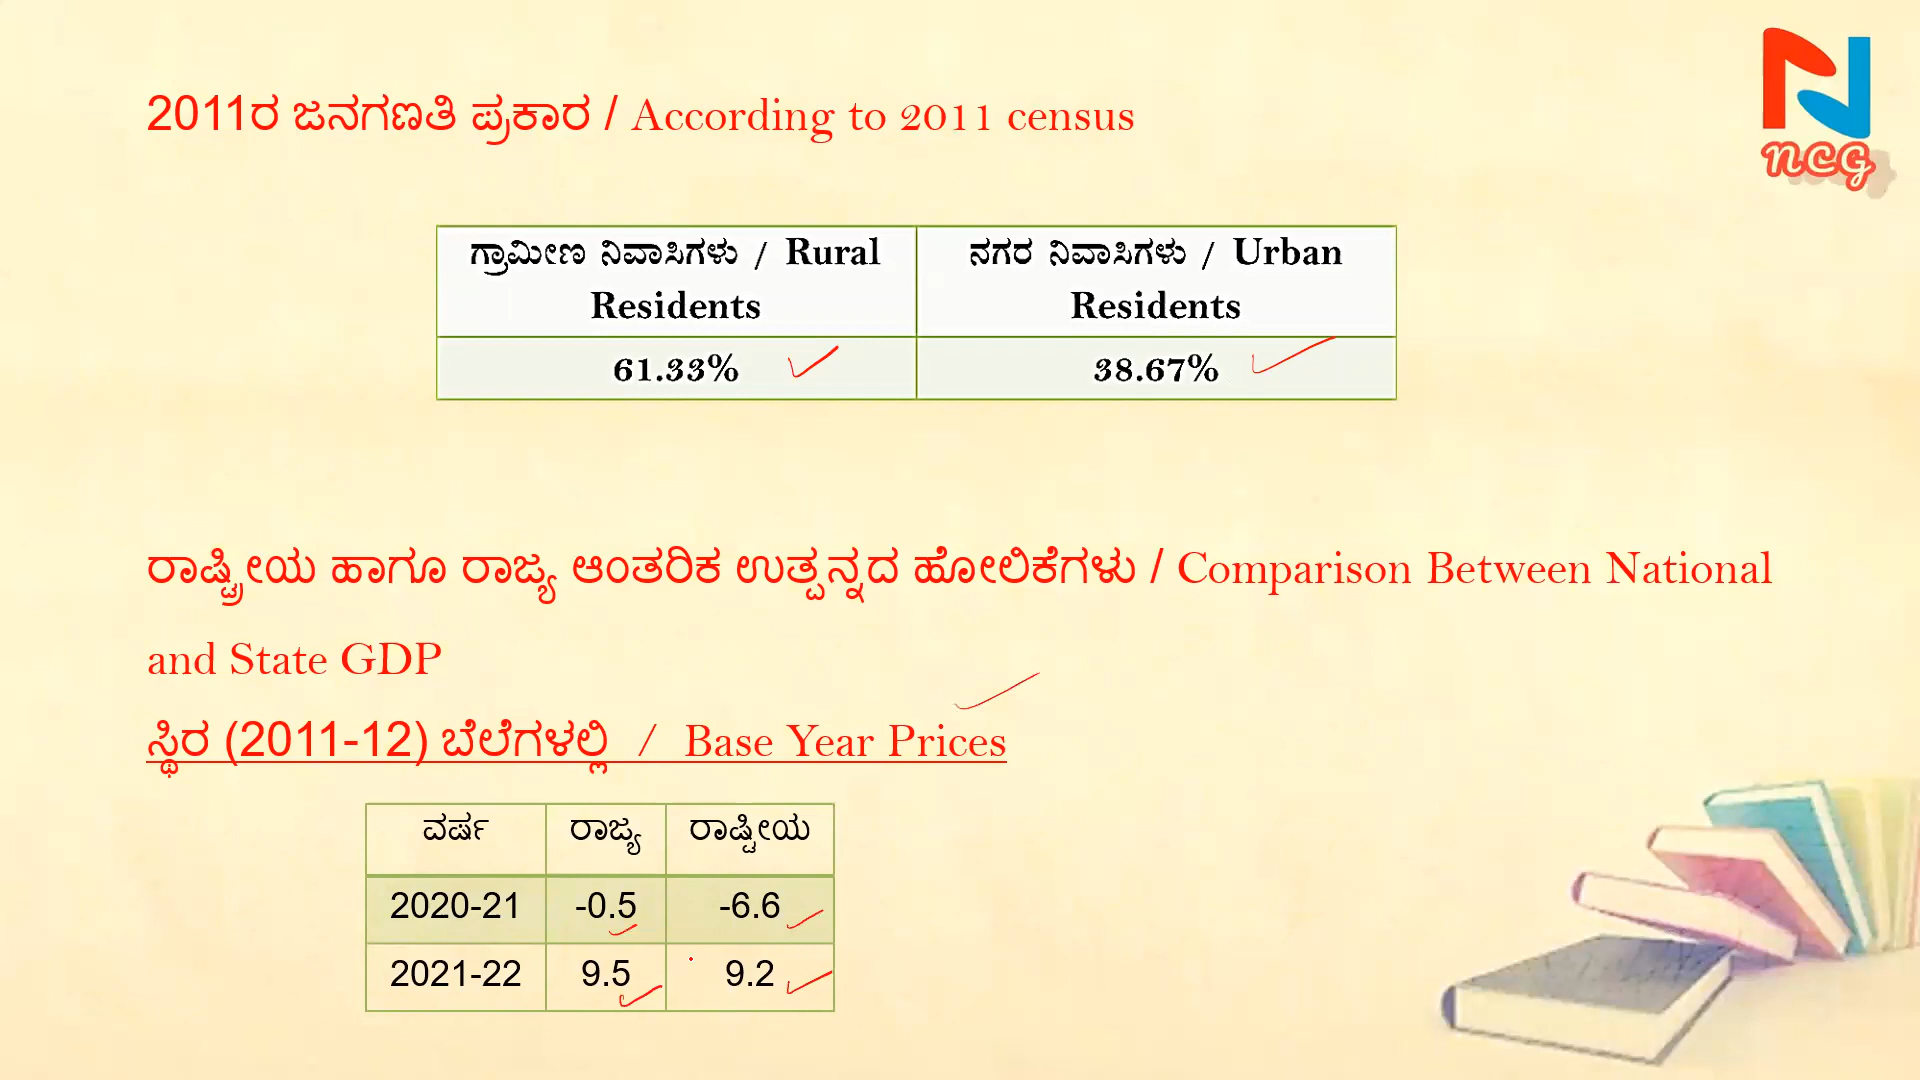 2011ರ ಜನಗಣತಿ ಪ್ರಕಾರ / According to 2011 census
ncg
ಗ್ರಾಮೀಣ ನಿವಾಸಿಗಳು / Rural Residents
ನಗರ ನಿವಾಸಿಗಳು / Urban Residents
61.33%
38.67%
ರಾಷ್ಟ್ರೀಯ ಹಾಗೂ ರಾಜ್ಯ ಆಂತರಿಕ ಉತ್ಪನ್ನದ ಹೋಲಿಕೆಗಳು / Comparison Between National
and State GDP
ಸ್ಥಿರ (2011-12) ಬೆಲೆಗಳಲ್ಲಿ / Base Year Prices
ವರ್ಷ ರಾಜ್ಯ ರಾಷ್ಟೀಯ
2020-21 -0.5 -6.6
2021-22 9.5 9.2